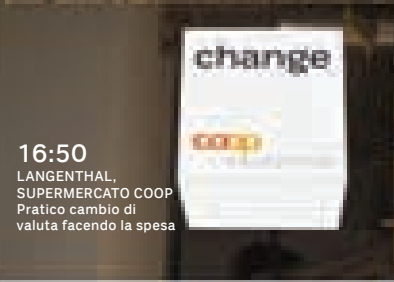 change
coop
16:50
LANGENTHAL,
SUPERMERCATO COOP
Pratico cambio di
valuta facendo la spesa